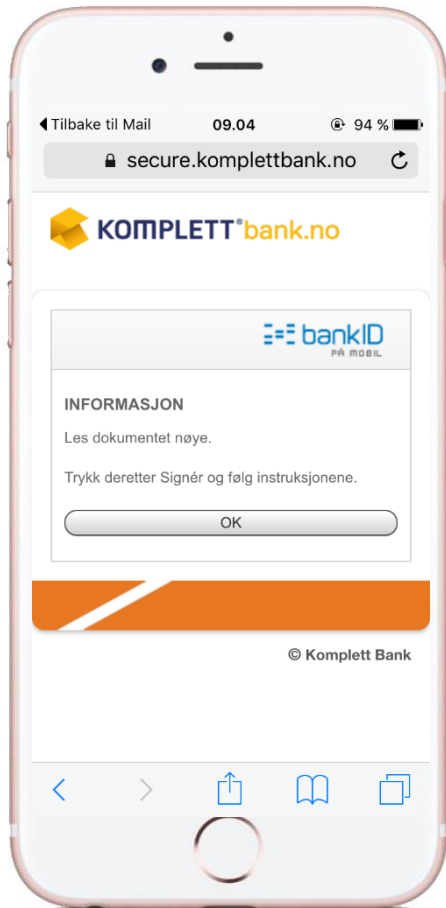 Tilbake til Mail 09.04 94 %
secure.komplettbank.no
KOMPLETT®bank.no
bankID
PÅ MOBIL
INFORMASJON
Les dokumentet nøye.
Trykk deretter Signér og følg instruksjonene.
OK
© Komplett Bank